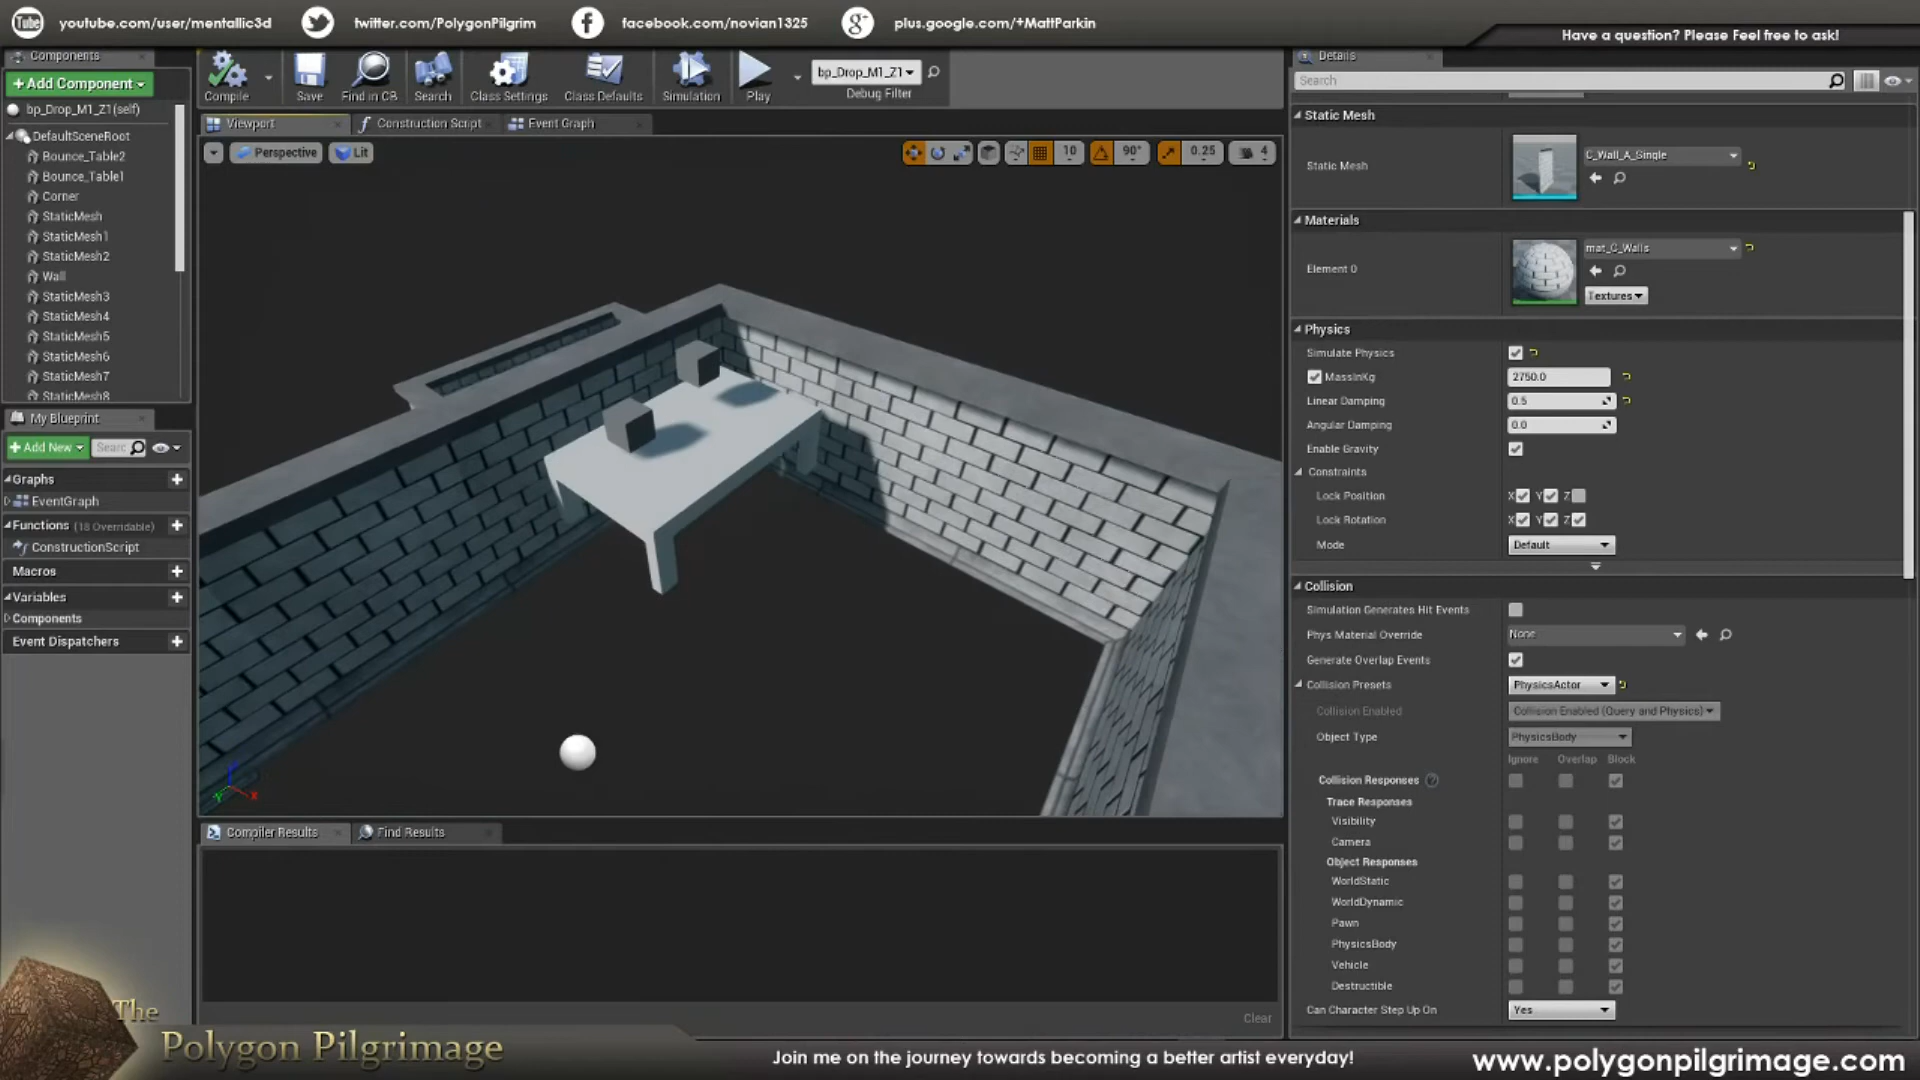 You Tube youtube.com/user/mentallic3d twitter.com/PolygonPilgrim facebook.com/novian1325 g+ plus.google.com/+MattParkin
Have a question? Please Feel free to ask!
Components
+Add Component
bp_Drop_M1_Z1(self)
DefaultSceneRoot
Bounce_Table2
Bounce_Table1
Corner
StaticMesh
StaticMesh1
StaticMesh2
Wall
StaticMesh3
StaticMesh4
StaticMesh5
StaticMesh6
StaticMesh7
StaticMesh8
My Blueprint
+Add New Searc
Graphs
EventGraph
Functions (18 Overridable)
ConstructionScript
Macros
Variables
Components
Event Dispatchers
Compile Save Find in CB Search Class Settings Class Defaults Simulation Play
bp_Drop_M1_Z1
Debug Filter
Viewport Construction Script Event Graph
Perspective Lit 10 90° 0.25 4
Z Y X
Compiler Results Find Results
Clear
Details
Search
Static Mesh
Static Mesh C_Wall_A_Single
Materials
Element 0 mat_C_Walls
Textures
Physics
Simulate Physics
MassInKg 2750.0
Linear Damping 0.5
Angular Damping 0.0
Enable Gravity
Constraints
Lock Position X Y Z
Lock Rotation X Y Z
Mode Default
Collision
Simulation Generates Hit Events
Phys Material Override None
Generate Overlap Events
Collision Presets PhysicsActor
Collision Enabled Collision Enabled (Query and Physics)
Object Type PhysicsBody
Ignore Overlap Block
Collision Responses ?
Trace Responses
Visibility
Camera
Object Responses
WorldStatic
WorldDynamic
Pawn
PhysicsBody
Vehicle
Destructible
Can Character Step Up On Yes
The
Polygon Pilgrimage
Join me on the journey towards becoming a better artist everyday!
www.polygonpilgrimage.com